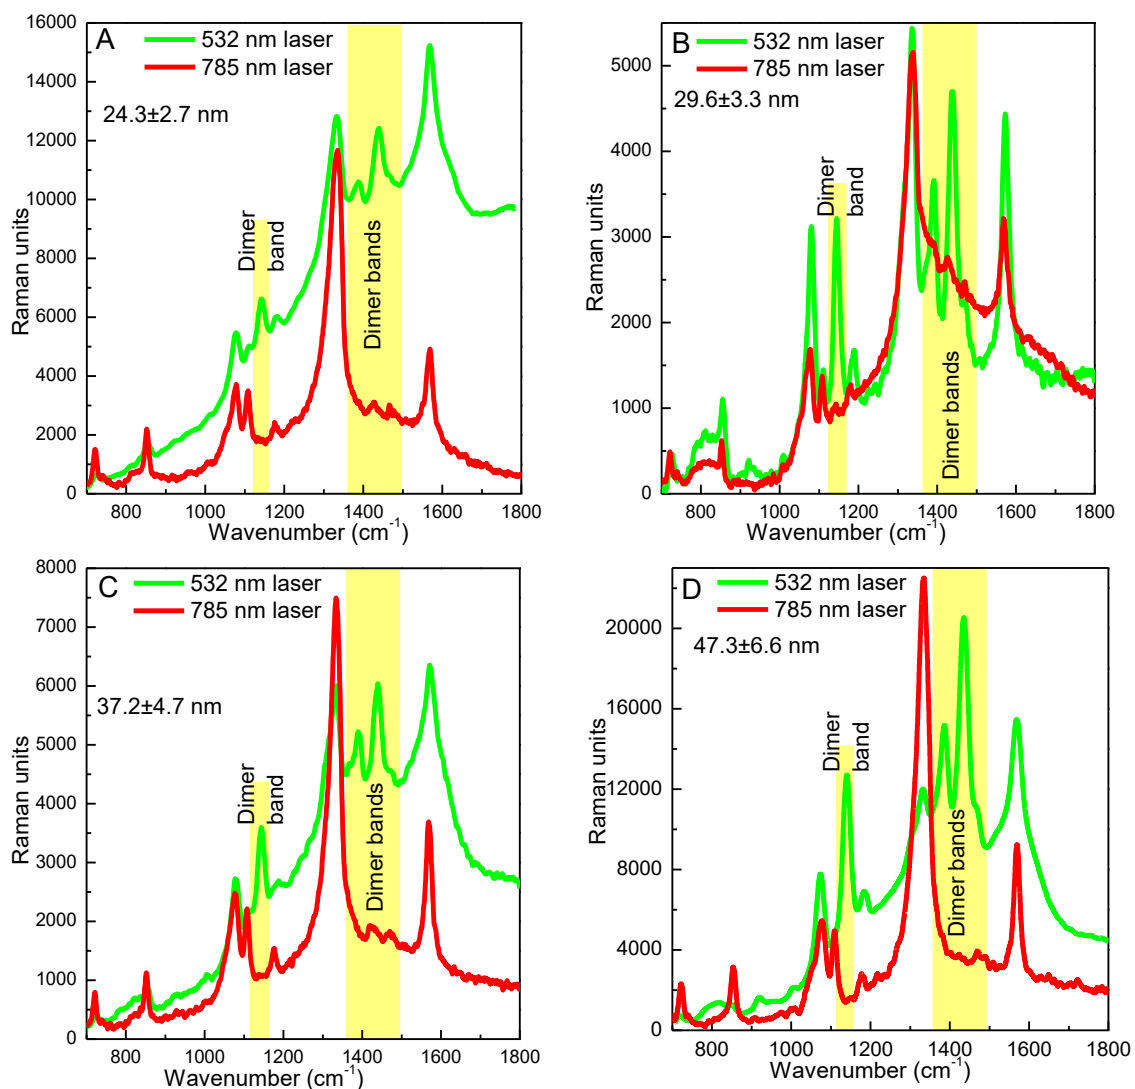 A
532 nm laser
785 nm laser
24.3±2.7 nm
Dimer
band
Dimer bands
Raman units
16000
14000
12000
10000
8000
6000
4000
2000
0
800 1000 1200 1400 1600 1800
Wavenumber (cm⁻¹)
B
532 nm laser
785 nm laser
29.6±3.3 nm
Dimer
band
Dimer bands
Raman units
5000
4000
3000
2000
1000
0
800 1000 1200 1400 1600 1800
Wavenumber (cm⁻¹)
C
532 nm laser
785 nm laser
37.2±4.7 nm
Dimer
band
Dimer bands
Raman units
8000
7000
6000
5000
4000
3000
2000
1000
0
800 1000 1200 1400 1600 1800
Wavenumber (cm⁻¹)
D
532 nm laser
785 nm laser
47.3±6.6 nm
Dimer
band
Dimer bands
Raman units
20000
16000
12000
8000
4000
0
800 1000 1200 1400 1600 1800
Wavenumber (cm⁻¹)